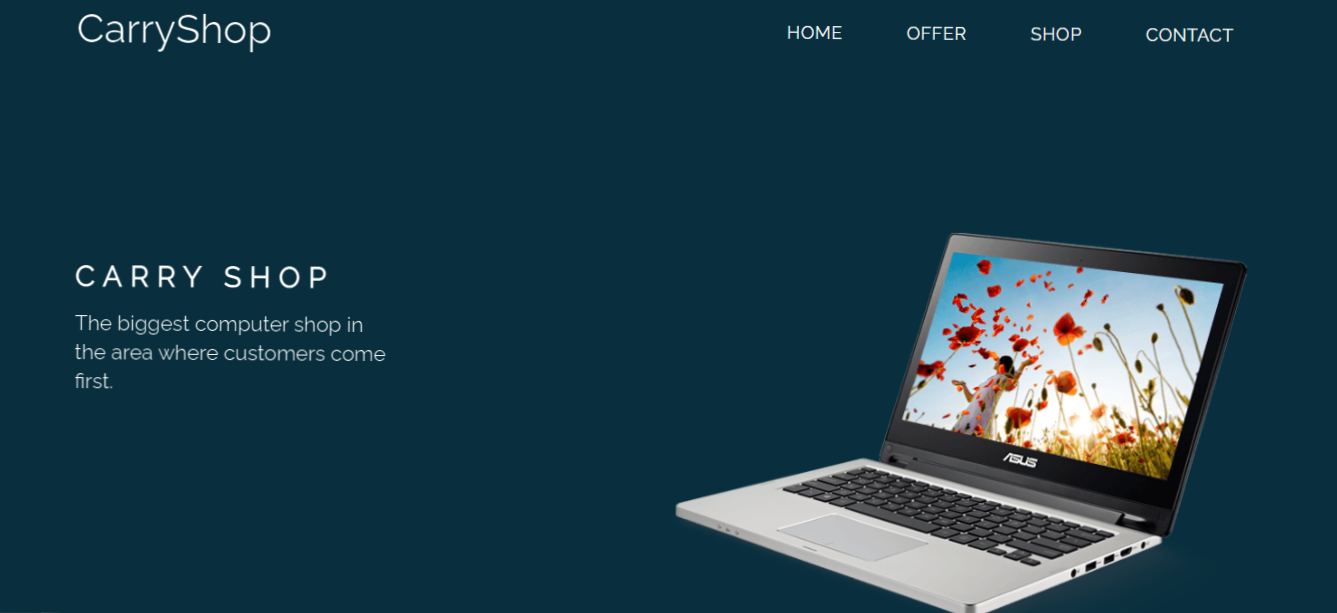 CarryShop
HOME OFFER SHOP CONTACT
CARRY SHOP
The biggest computer shop in
the area where customers come
first.
ASUS